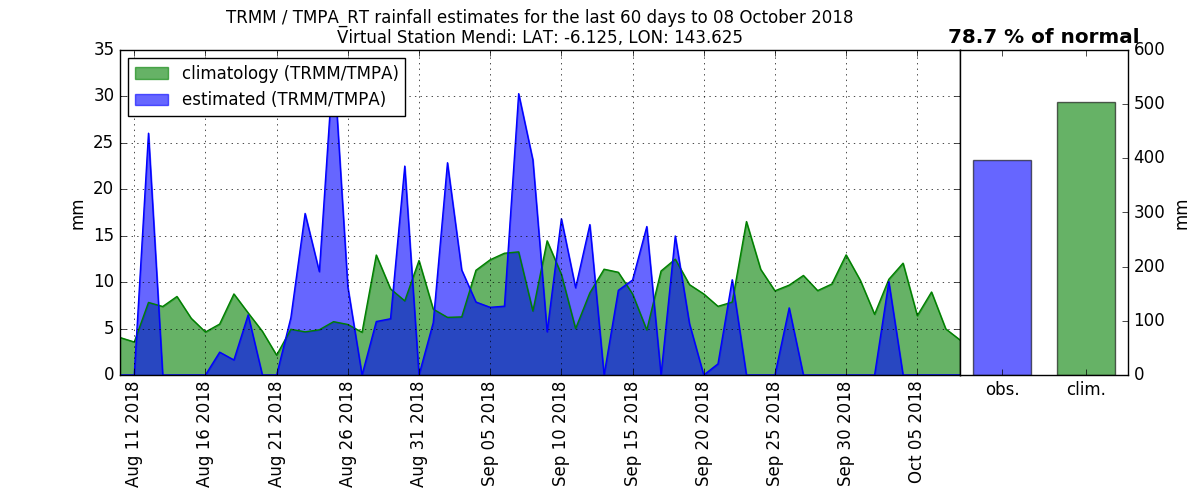 TRMM / TMPA_RT rainfall estimates for the last 60 days to 08 October 2018
Virtual Station Mendi: LAT: -6.125, LON: 143.625
78.7 % of normal
climatology (TRMM/TMPA)
estimated (TRMM/TMPA)
35
30
25
20
15
10
5
0
mm
Aug 11 2018
Aug 16 2018
Aug 21 2018
Aug 26 2018
Aug 31 2018
Sep 05 2018
Sep 10 2018
Sep 15 2018
Sep 20 2018
Sep 25 2018
Sep 30 2018
Oct 05 2018
600
500
400
300
200
100
0
mm
obs.
clim.